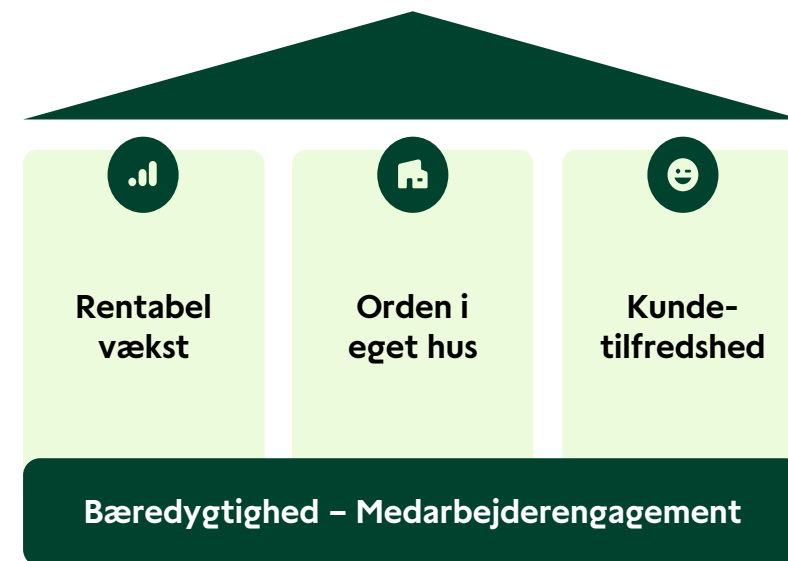 Rentabel
vækst
Orden i
eget hus
Kunde-
tilfredshed
Bæredygtighed – Medarbejderengagement